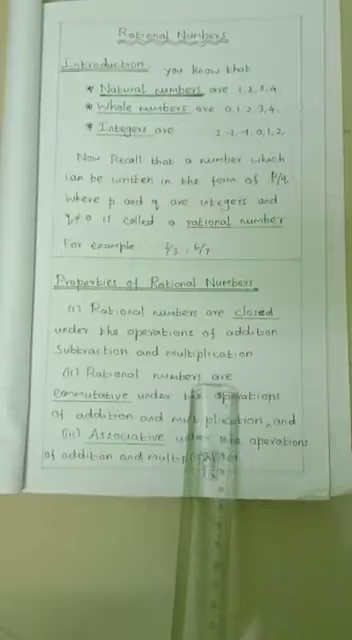 Rational Numbers
Introduction you know that
* Natural numbers are 1, 2, 3, 4.
* Whole numbers are 0, 1, 2, 3, 4.
* Integers are -2, -1, 0, 1, 2,
Now Recall that a number which
can be written in the form of P/q
where p and q are integers and
q ≠ 0 is called a rational number
For example 6/7
Properties of Rational Numbers
(i) Rational numbers are closed
under the operations of addition
Subtraction and multiplication
(ii) Rational numbers are
commutative under the operations
of addition and multiplication, and
(iii) Associative under the operations
of addition and multiplication